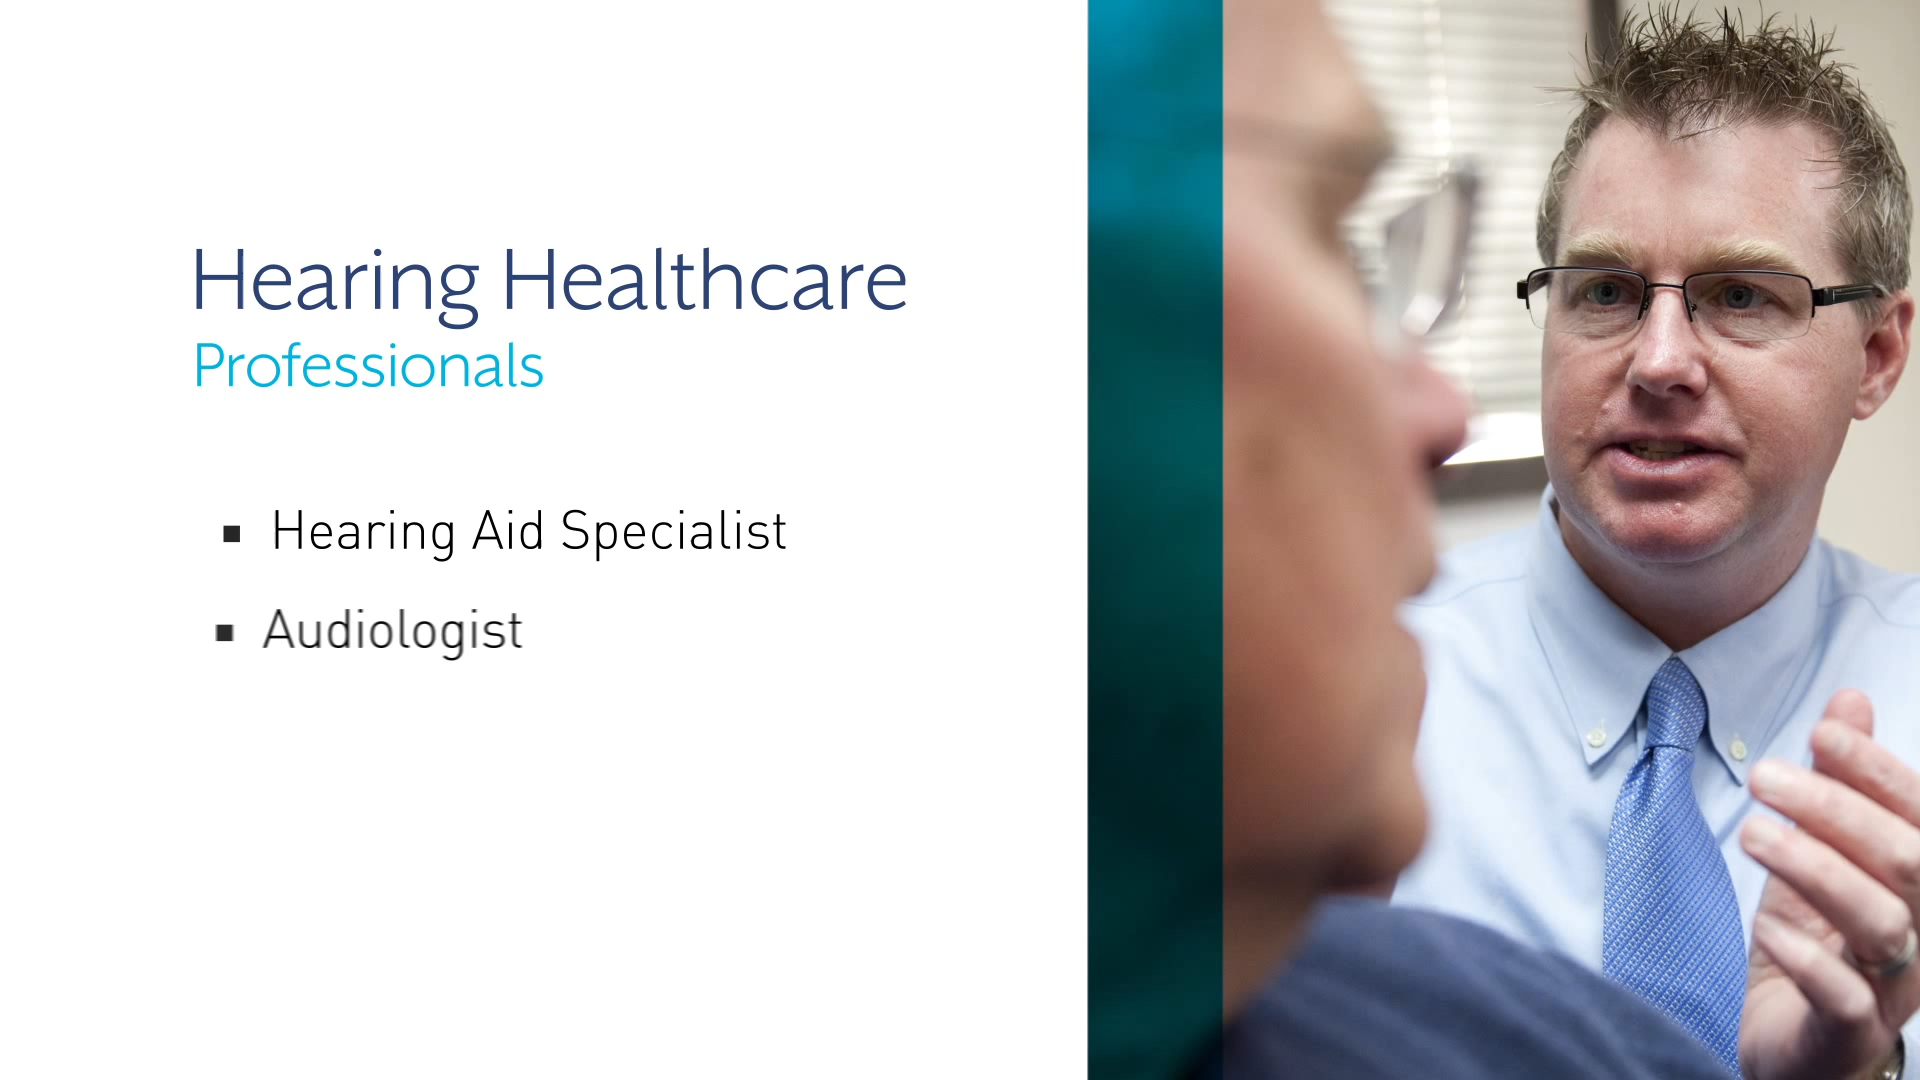 Hearing Healthcare
Professionals
▪ Hearing Aid Specialist
▪ Audiologist